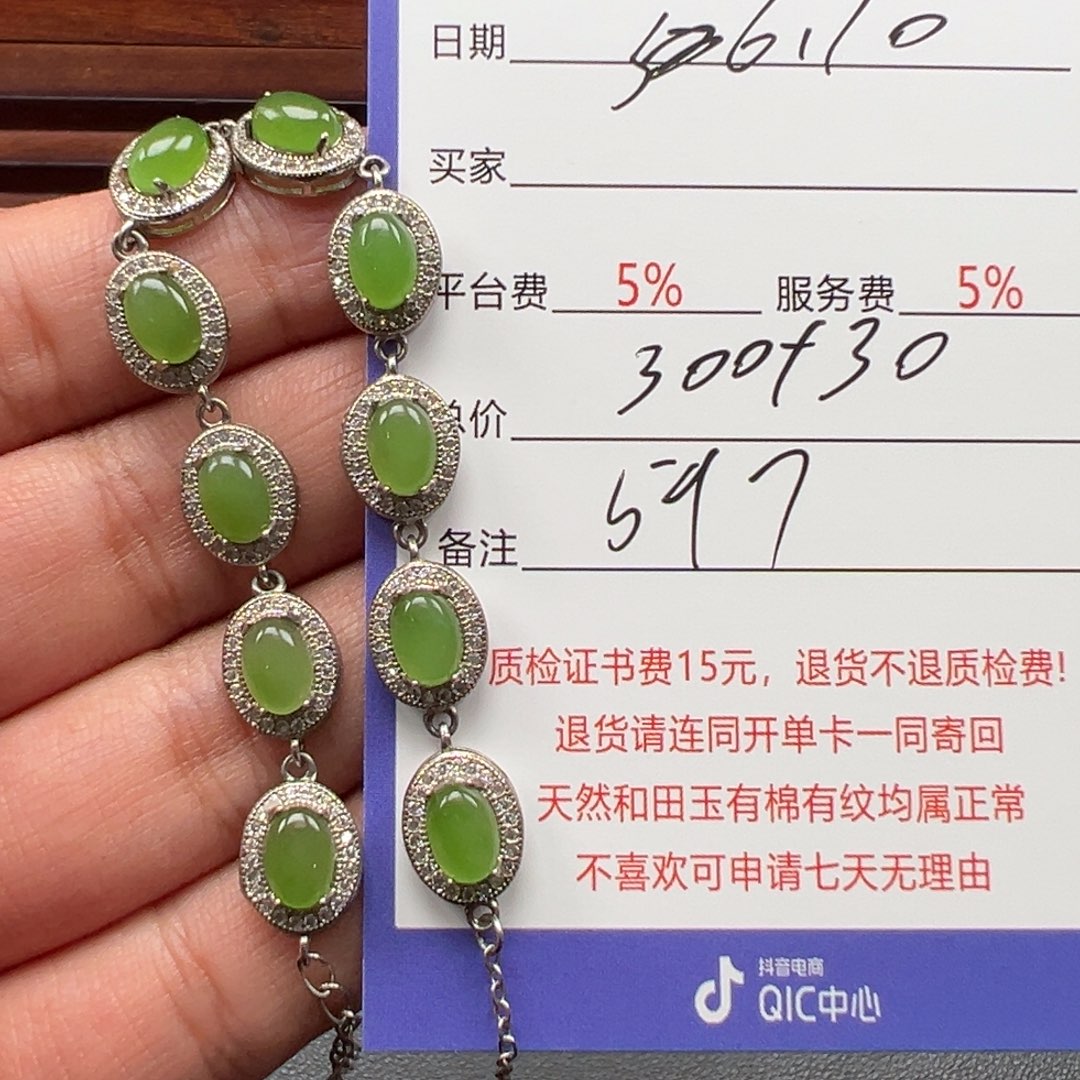 日期 6.10
买家
平台费 5% 服务费 5%
300+30
总价
597
备注
质检证书费15元，退货不退质检费!
退货请连同开单卡一同寄回
天然和田玉有棉有纹均属正常
不喜欢可申请七天无理由
抖音电商
QIC中心